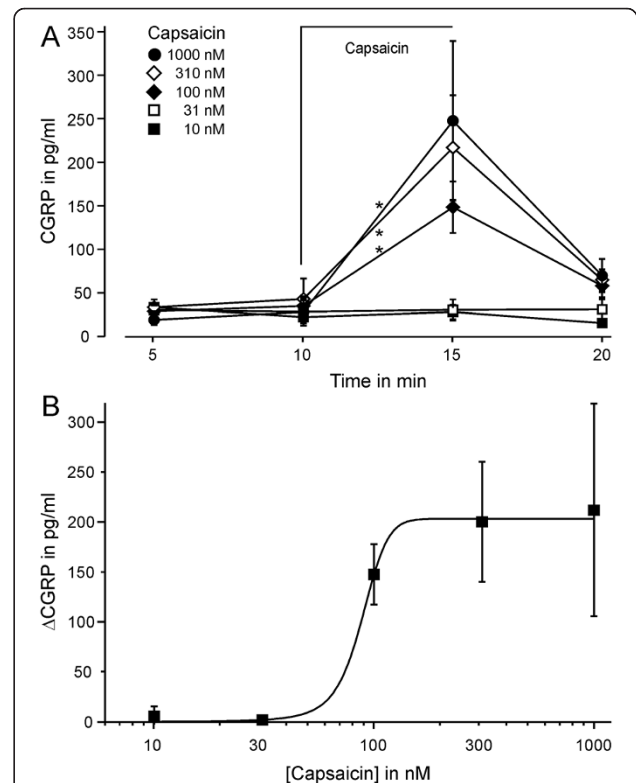 A
Capsaicin
1000 nM
310 nM
100 nM
31 nM
10 nM
Capsaicin
*
*
*
CGRP in pg/ml
350
300
250
200
150
100
50
0
5 10 15 20
Time in min
B
ΔCGRP in pg/ml
300
250
200
150
100
50
0
10 30 100 300 1000
[Capsaicin] in nM